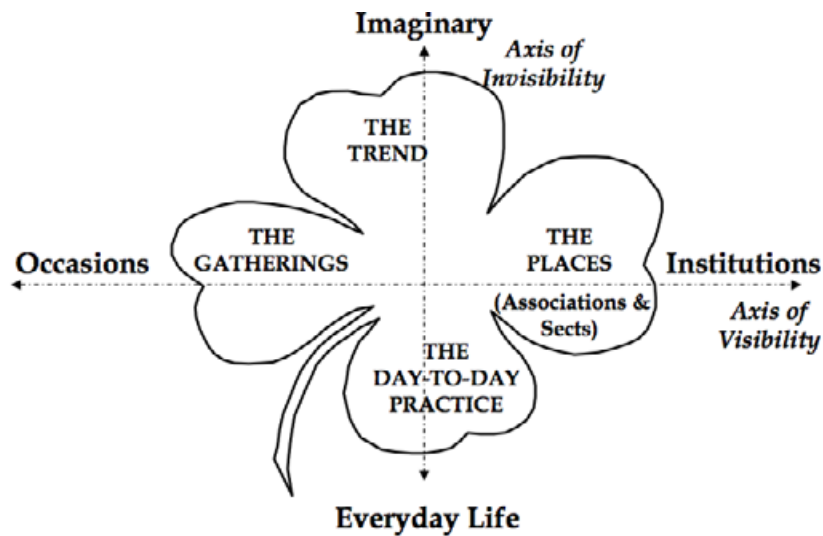 Imaginary
Axis of
Invisibility
THE
TREND
THE
GATHERINGS
THE
PLACES
Occasions
Institutions
(Associations &
Sects)
Axis of
Visibility
THE
DAY-TO-DAY
PRACTICE
Everyday Life